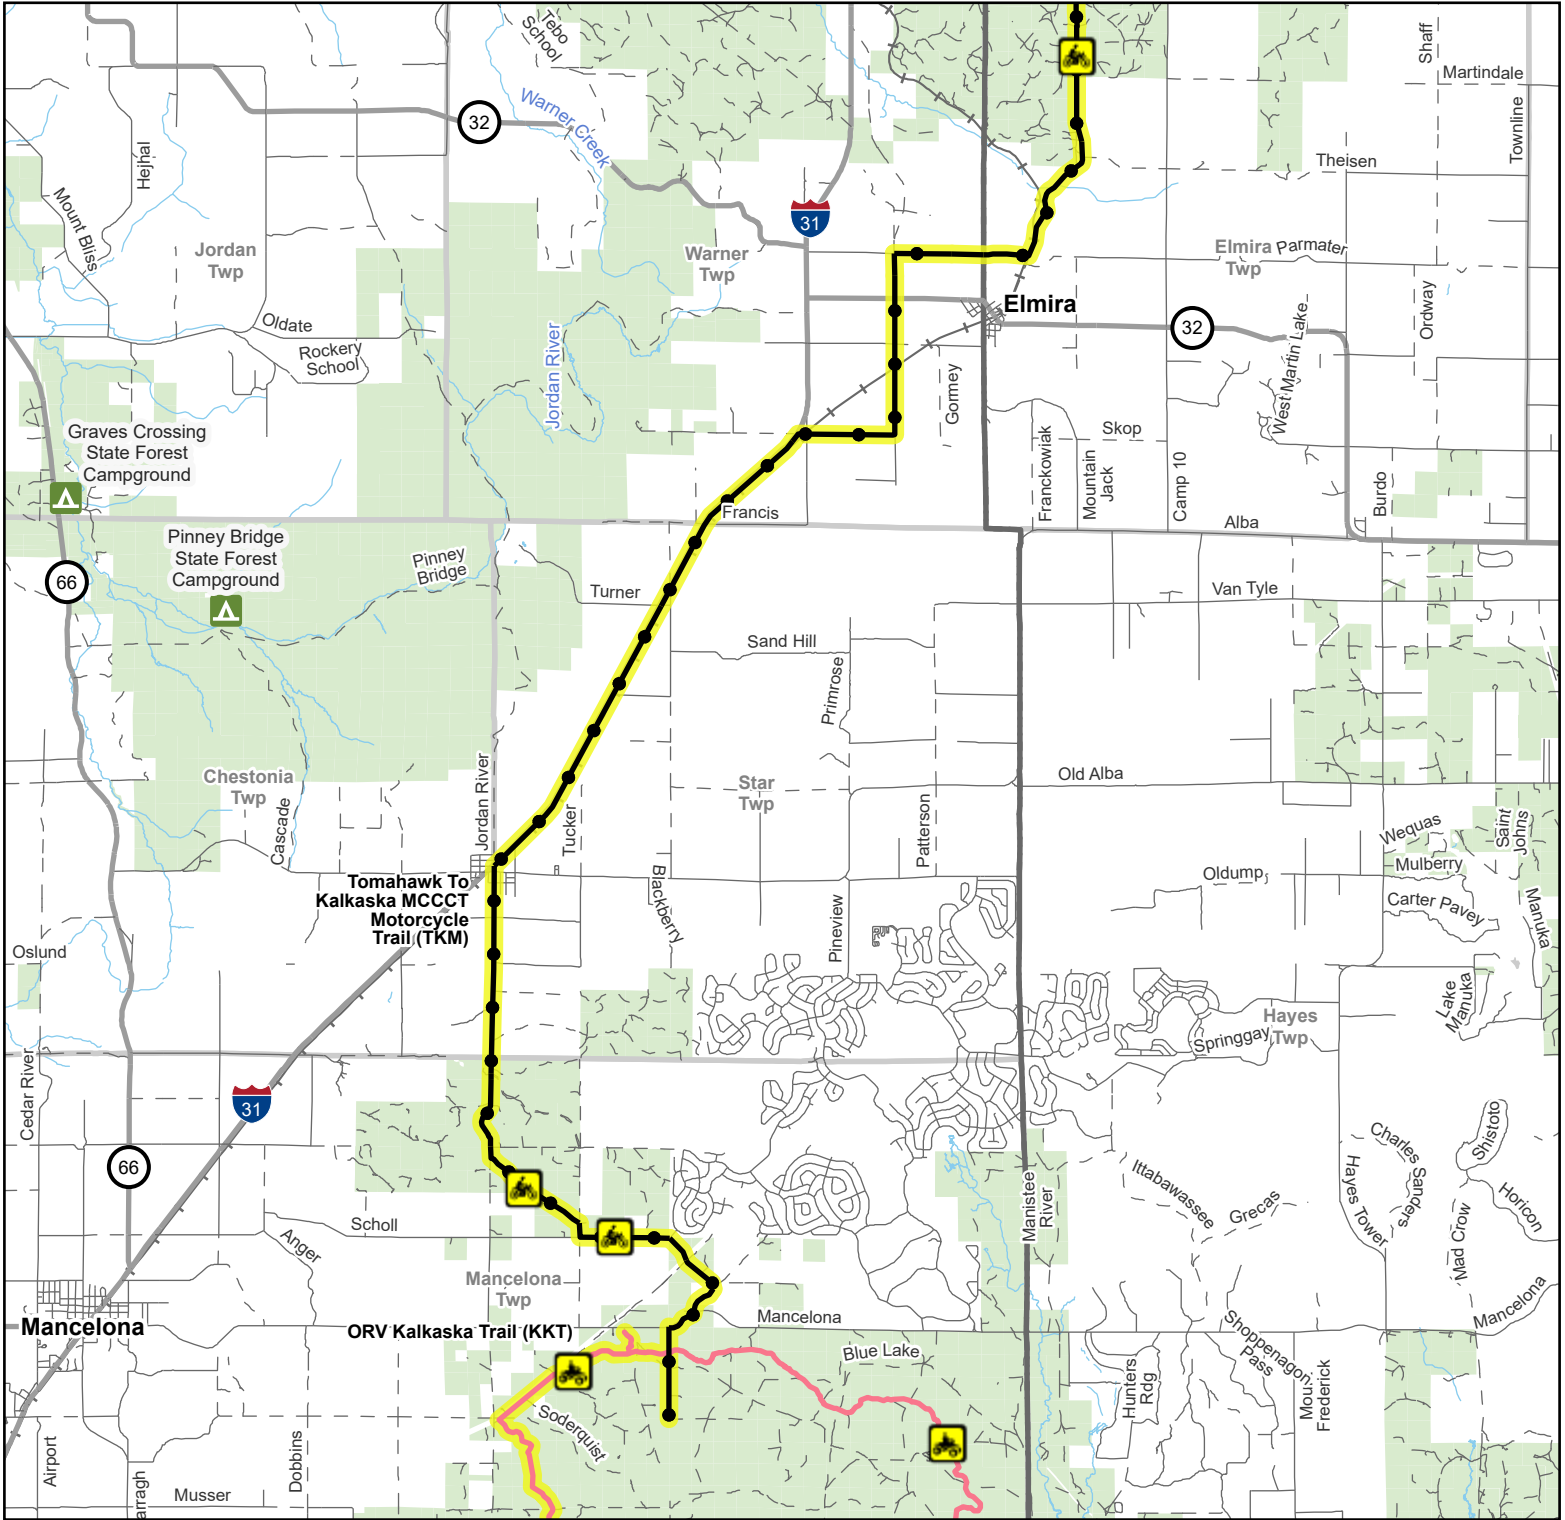 Tebo
School
Shaff
Martindale
Townline
32
Warner Creek
Hejhal
Theisen
Mount Bliss
31
Jordan
Twp
Warner
Twp
Elmira
Twp
Parmater
Elmira
Oldate
Rockery
School
32
West Martin Lake
Ordway
Jordan River
Gorney
Graves Crossing
State Forest
Campground
Franckowiak
Mountain
Jack
Skop
Camp 10
Burdo
Francis
Alba
Pinney Bridge
State Forest
Campground
Pinney
Bridge
66
Turner
Van Tyle
Sand Hill
Primrose
Chestonia
Twp
Cascade
Jordan River
Tucker
Star
Twp
Old Alba
Patterson
Wequas
Saint
Johns
Mulberry
Oldump
Tomahawk To
Kalkaska MCCCT
Motorcycle
Trail (TKM)
Blackberry
Pineview
Carter Pavey
Manuka
Oslund
Lake
Manuka
Hayes
Twp
Springgay
Cedar River
31
66
Charles Sanders
Shistoto
Ittabawassee
Grecas
Hayes Tower
Horicon
Mad Crow
Manistee
River
Scholl
Anger
Mancelona
Twp
Mancelona
Mancelona
Mancelona
ORV Kalkaska Trail (KKT)
Blue Lake
Shoppenagon
Pass
Hunters
Rdg
Frederick
Soderquist
Airport
Dobbins
Musser